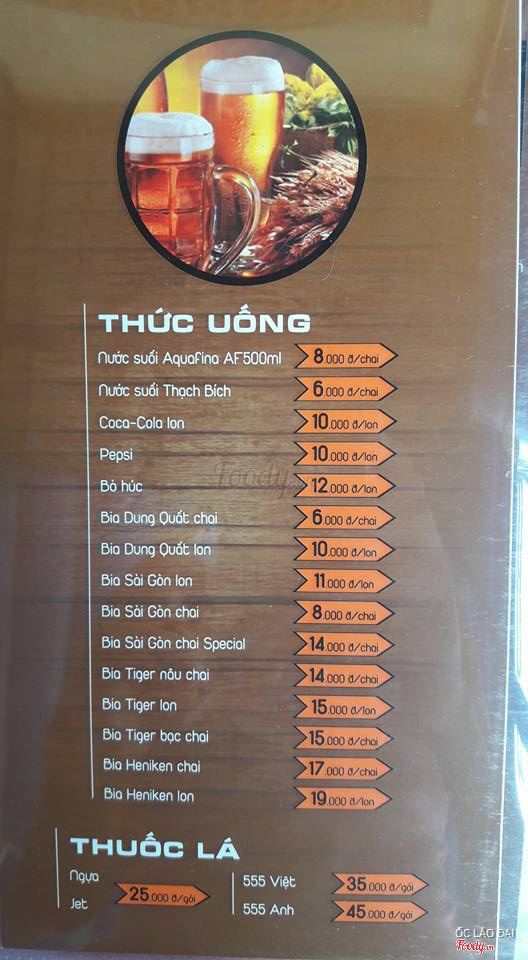 THỨC UỐNG
Nước suối Aquafina AF500ml 8.000 đ/chai
Nước suối Thạch Bích 6.000 đ/chai
Coca-Cola lon 10.000 đ/lon
Pepsi 10.000 đ/lon
Bò húc 12.000 đ/lon
Bia Dung Quất chai 6.000 đ/chai
Bia Dung Quất lon 10.000 đ/lon
Bia Sài Gòn lon 11.000 đ/lon
Bia Sài Gòn chai 8.000 đ/chai
Bia Sài Gòn chai Special 14.000 đ/chai
Bia Tiger nâu chai 14.000 đ/chai
Bia Tiger lon 15.000 đ/lon
Bia Tiger bạc chai 15.000 đ/chai
Bia Heniken chai 17.000 đ/chai
Bia Heniken lon 19.000 đ/lon
THUỐC LÁ
Ngựa
Jet
25.000 đ/gói
555 Việt 35.000 đ/gói
555 Anh 45.000 đ/gói
ỐC LÃO ĐẠI
Foody.vn
Foody